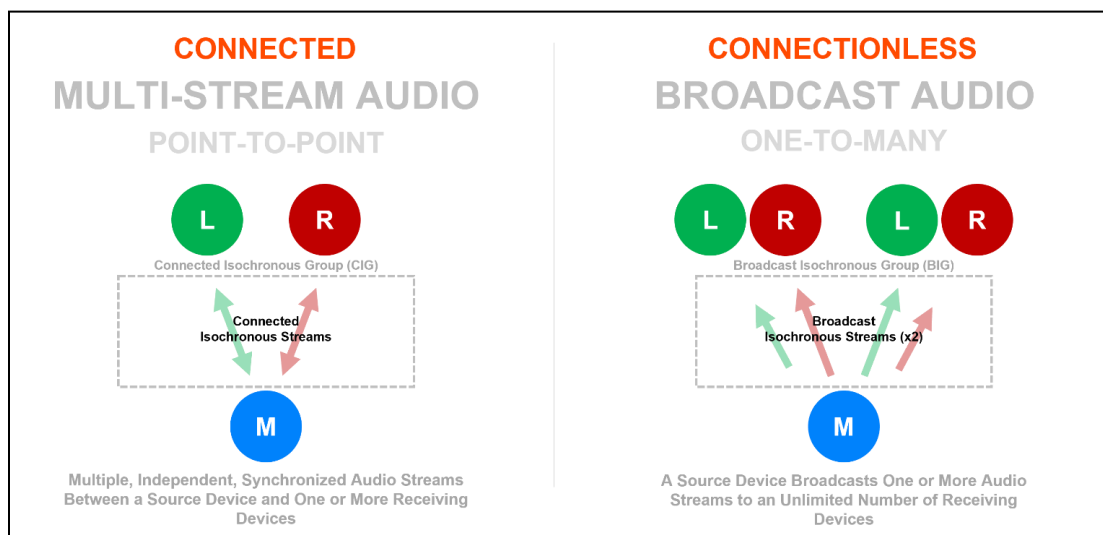 CONNECTED
MULTI-STREAM AUDIO
POINT-TO-POINT
L
R
Connected Isochronous Group (CIG)
Connected
Isochronous Streams
M
Multiple, Independent, Synchronized Audio Streams
Between a Source Device and One or More Receiving
Devices
CONNECTIONLESS
BROADCAST AUDIO
ONE-TO-MANY
L
R
L
R
Broadcast Isochronous Group (BIG)
Broadcast
Isochronous Streams (x2)
M
A Source Device Broadcasts One or More Audio
Streams to an Unlimited Number of Receiving
Devices